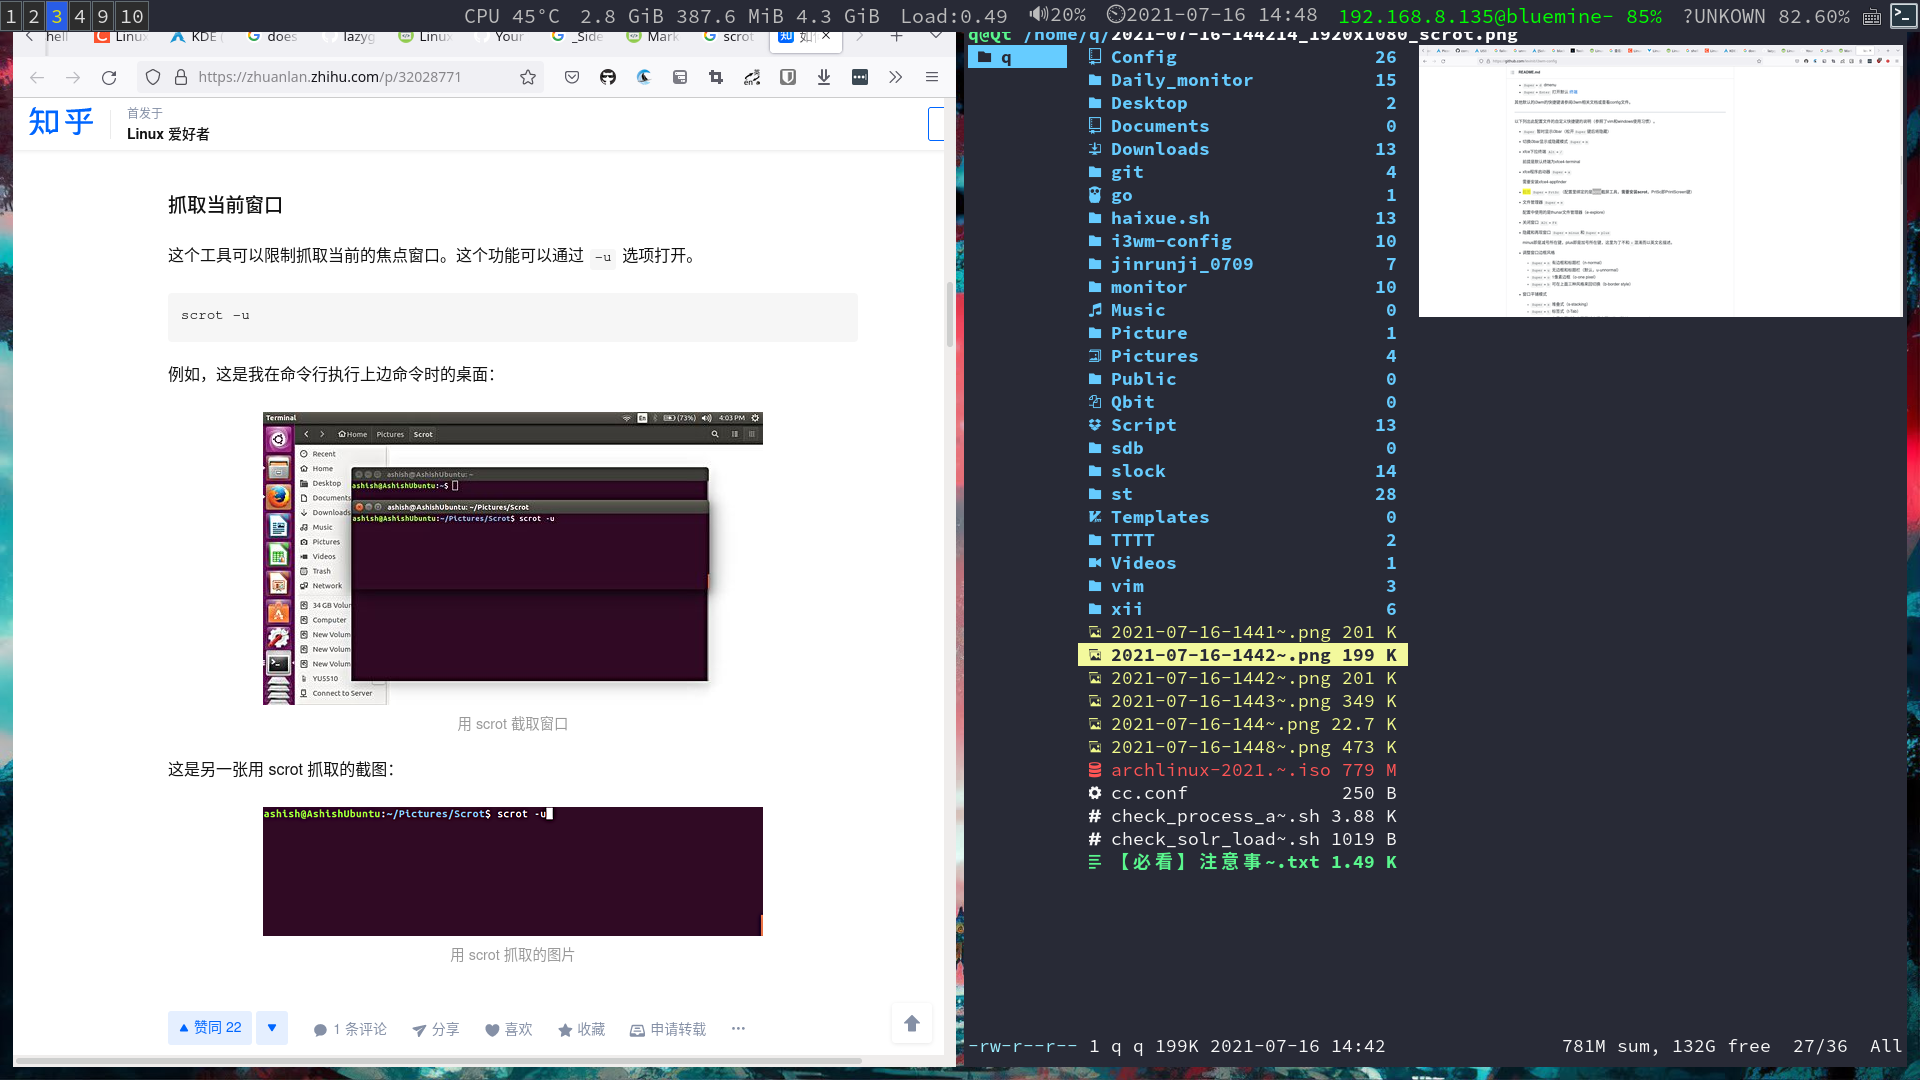 1 2 3 4 9 10
CPU 45°C 2.8 GiB 387.6 MiB 4.3 GiB Load:0.49 20% 2021-07-16 14:48 192.168.8.135@bluemine- 85% ?UNKOWN 82.60%
hell Linux KDE does lazyg Linux Your _Side Mark scrot
https://zhuanlan.zhihu.com/p/32028771
知乎
首发于
Linux 爱好者
抓取当前窗口
这个工具可以限制抓取当前的焦点窗口。这个功能可以通过 -u 选项打开。
scrot -u
例如，这是我在命令行执行上边命令时的桌面：
Terminal
En (73%) 4:03 PM
Home Pictures Scrot
Recent
Home
Desktop
Documents
Downloads
Music
Pictures
Videos
Trash
Network
34 GB Volu
Computer
New Volum
New Volum
New Volum
YU5510
Connect to Server
ashish@AshishUbuntu: ~
ashish@AshishUbuntu:~$
ashish@AshishUbuntu: ~/Pictures/Scrot
ashish@AshishUbuntu:~/Pictures/Scrot$ scrot -u
用 scrot 截取窗口
这是另一张用 scrot 抓取的截图：
ashish@AshishUbuntu:~/Pictures/Scrot$ scrot -u
用 scrot 抓取的图片
赞同 22
1 条评论 分享 喜欢 收藏 申请转载
q@Qt /home/q/2021-07-16-144214_1920x1080_scrot.png
q
Config 26
Daily_monitor 15
Desktop 2
Documents 0
Downloads 13
git 4
go 1
haixue.sh 13
i3wm-config 10
jinrunji_0709 7
monitor 10
Music 0
Picture 1
Pictures 4
Public 0
Qbit 0
Script 13
sdb 0
slock 14
st 28
Templates 0
TTTT 2
Videos 1
vim 3
xii 6
2021-07-16-1441~.png 201 K
2021-07-16-1442~.png 199 K
2021-07-16-1442~.png 201 K
2021-07-16-1443~.png 349 K
2021-07-16-144~.png 22.7 K
2021-07-16-1448~.png 473 K
archlinux-2021.~.iso 779 M
cc.conf 250 B
check_process_a~.sh 3.88 K
check_solr_load~.sh 1019 B
【必看】注意事~.txt 1.49 K
README.md
-rw-r--r-- 1 q q 199K 2021-07-16 14:42
781M sum, 132G free 27/36 All